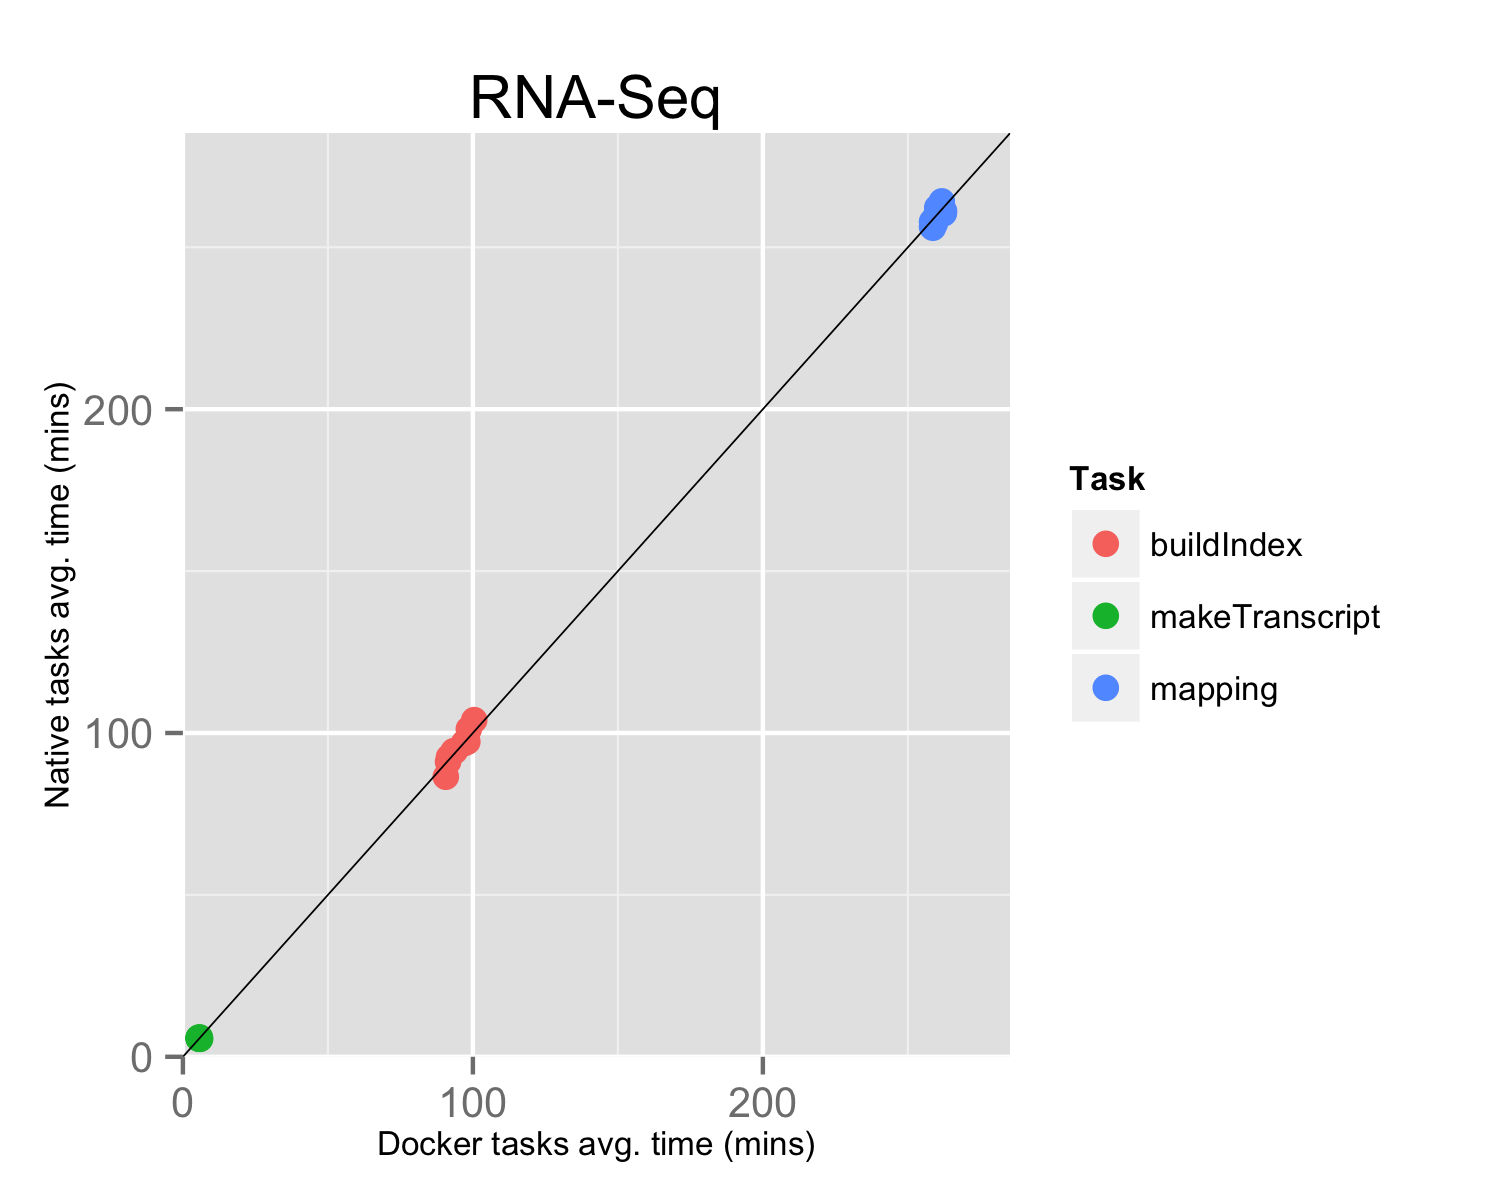 RNA-Seq
Native tasks avg. time (mins)
200
100
0
0 100 200
Docker tasks avg. time (mins)
Task
buildIndex
makeTranscript
mapping